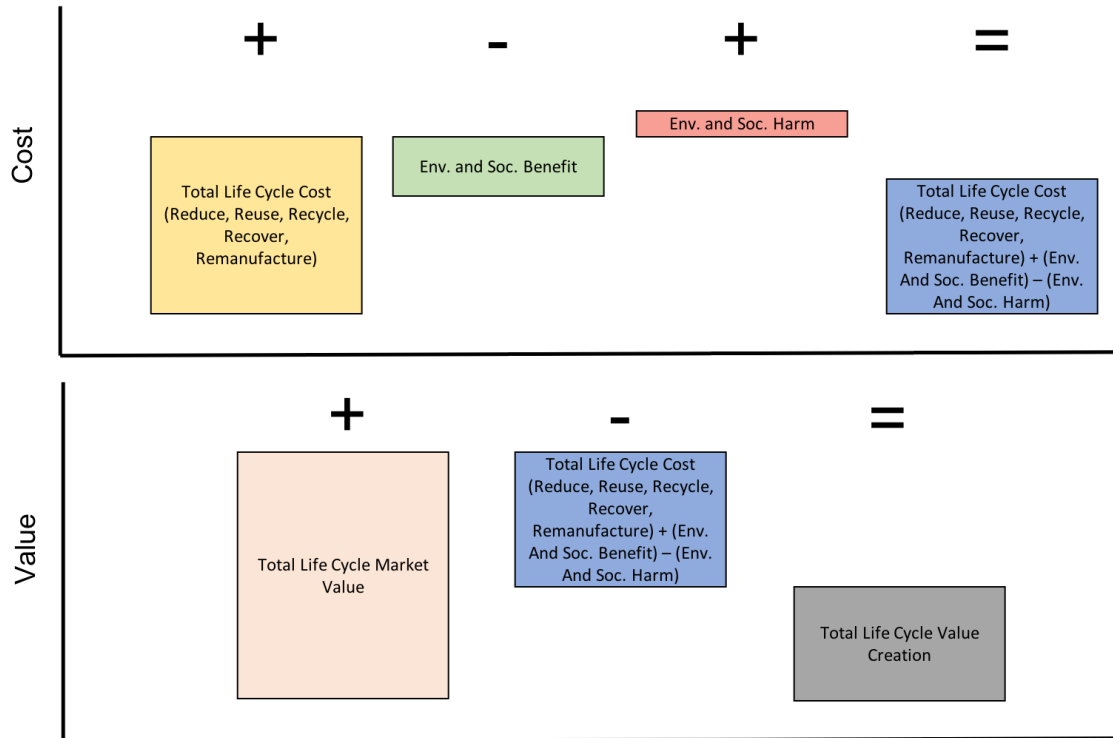 + - + =
Cost
Total Life Cycle Cost
(Reduce, Reuse, Recycle,
Recover,
Remanufacture)
Env. and Soc. Benefit
Env. and Soc. Harm
Total Life Cycle Cost
(Reduce, Reuse, Recycle,
Recover,
Remanufacture) + (Env.
And Soc. Benefit) – (Env.
And Soc. Harm)
+ - =
Value
Total Life Cycle Market
Value
Total Life Cycle Cost
(Reduce, Reuse, Recycle,
Recover,
Remanufacture) + (Env.
And Soc. Benefit) – (Env.
And Soc. Harm)
Total Life Cycle Value
Creation